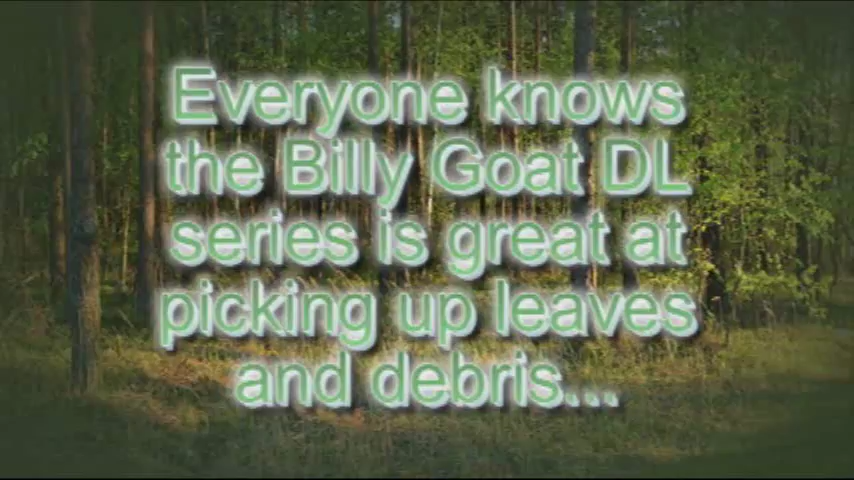 Everyone knows
the Billy Goat DL
series is great at
picking up leaves
and debris...